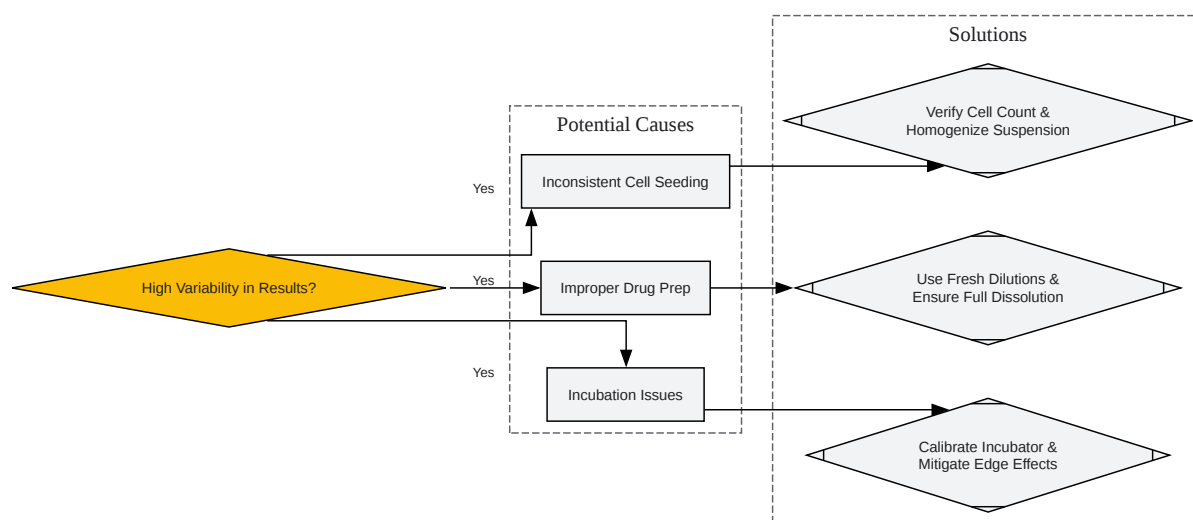 Solutions
Potential Causes
Verify Cell Count &
Homogenize Suspension
Yes
Inconsistent Cell Seeding
High Variability in Results?
Yes
Improper Drug Prep
Use Fresh Dilutions &
Ensure Full Dissolution
Yes
Incubation Issues
Calibrate Incubator &
Mitigate Edge Effects